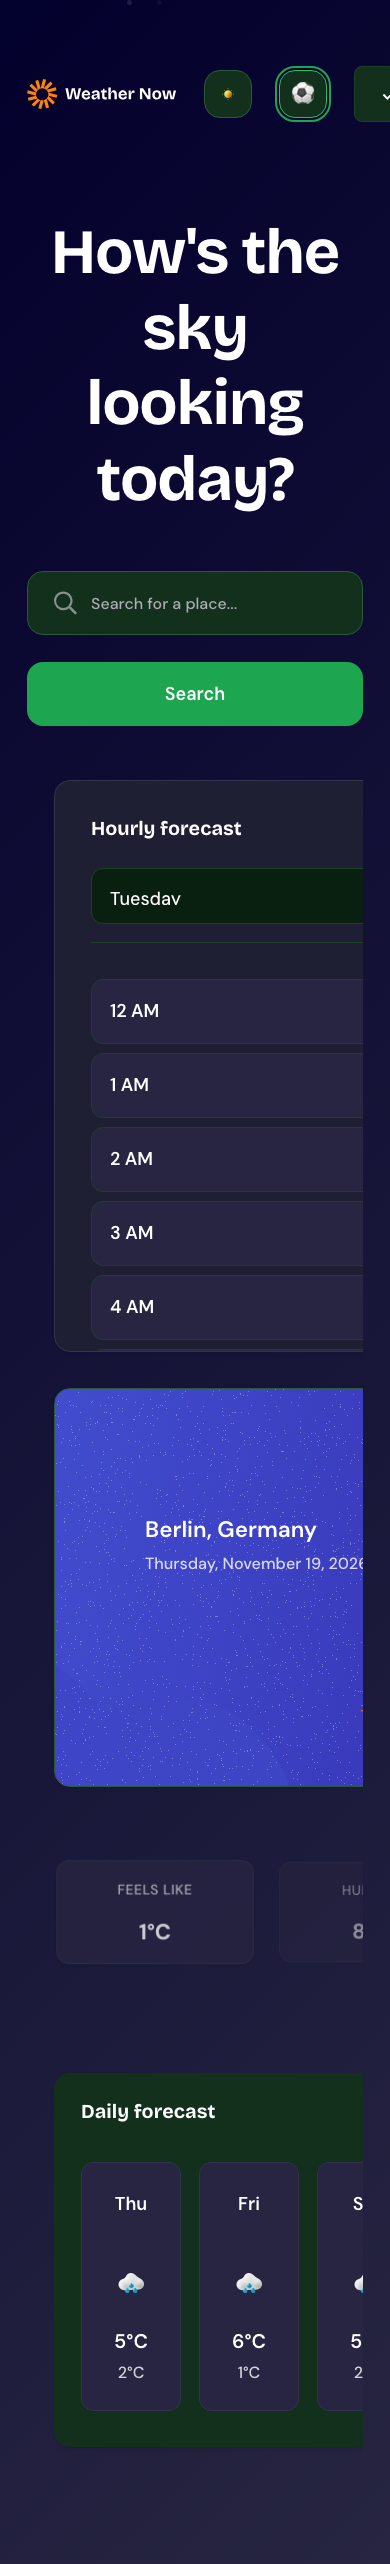 Weather Now
How's the
sky
looking
today?
Search for a place...
Search
Hourly forecast
Tuesday
12 AM
1 AM
2 AM
3 AM
4 AM
Berlin, Germany
Thursday, November 19, 2026
FEELS LIKE
1°C
Daily forecast
Thu
Fri
5°C
6°C
2°C
1°C